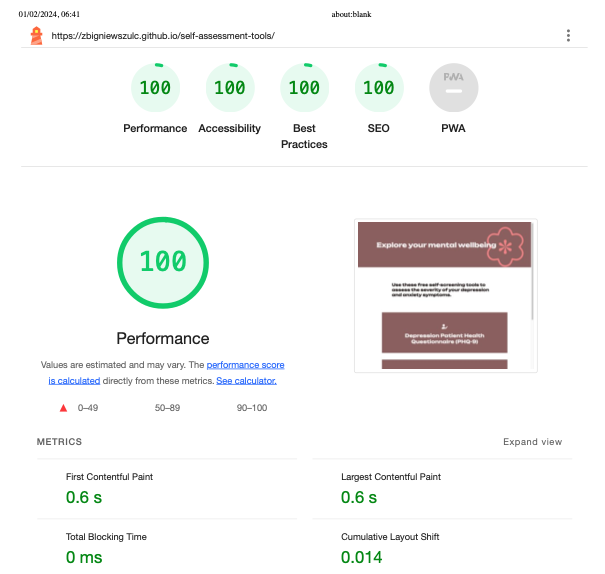 01/02/2024, 06:41 about:blank
https://zbigniewszulc.github.io/self-assessment-tools/
100 100 100 100 PWA
Performance Accessibility Best Practices SEO PWA
100
Performance
Values are estimated and may vary. The performance score
is calculated directly from these metrics. See calculator.
0–49 50–89 90–100
Explore your mental wellbeing
Use these free self-screening tools to
assess the severity of your depression
and anxiety symptoms.
Depression Patient Health
Questionnaire (PHQ-9)
METRICS Expand view
First Contentful Paint
0.6 s
Largest Contentful Paint
0.6 s
Total Blocking Time
0 ms
Cumulative Layout Shift
0.014